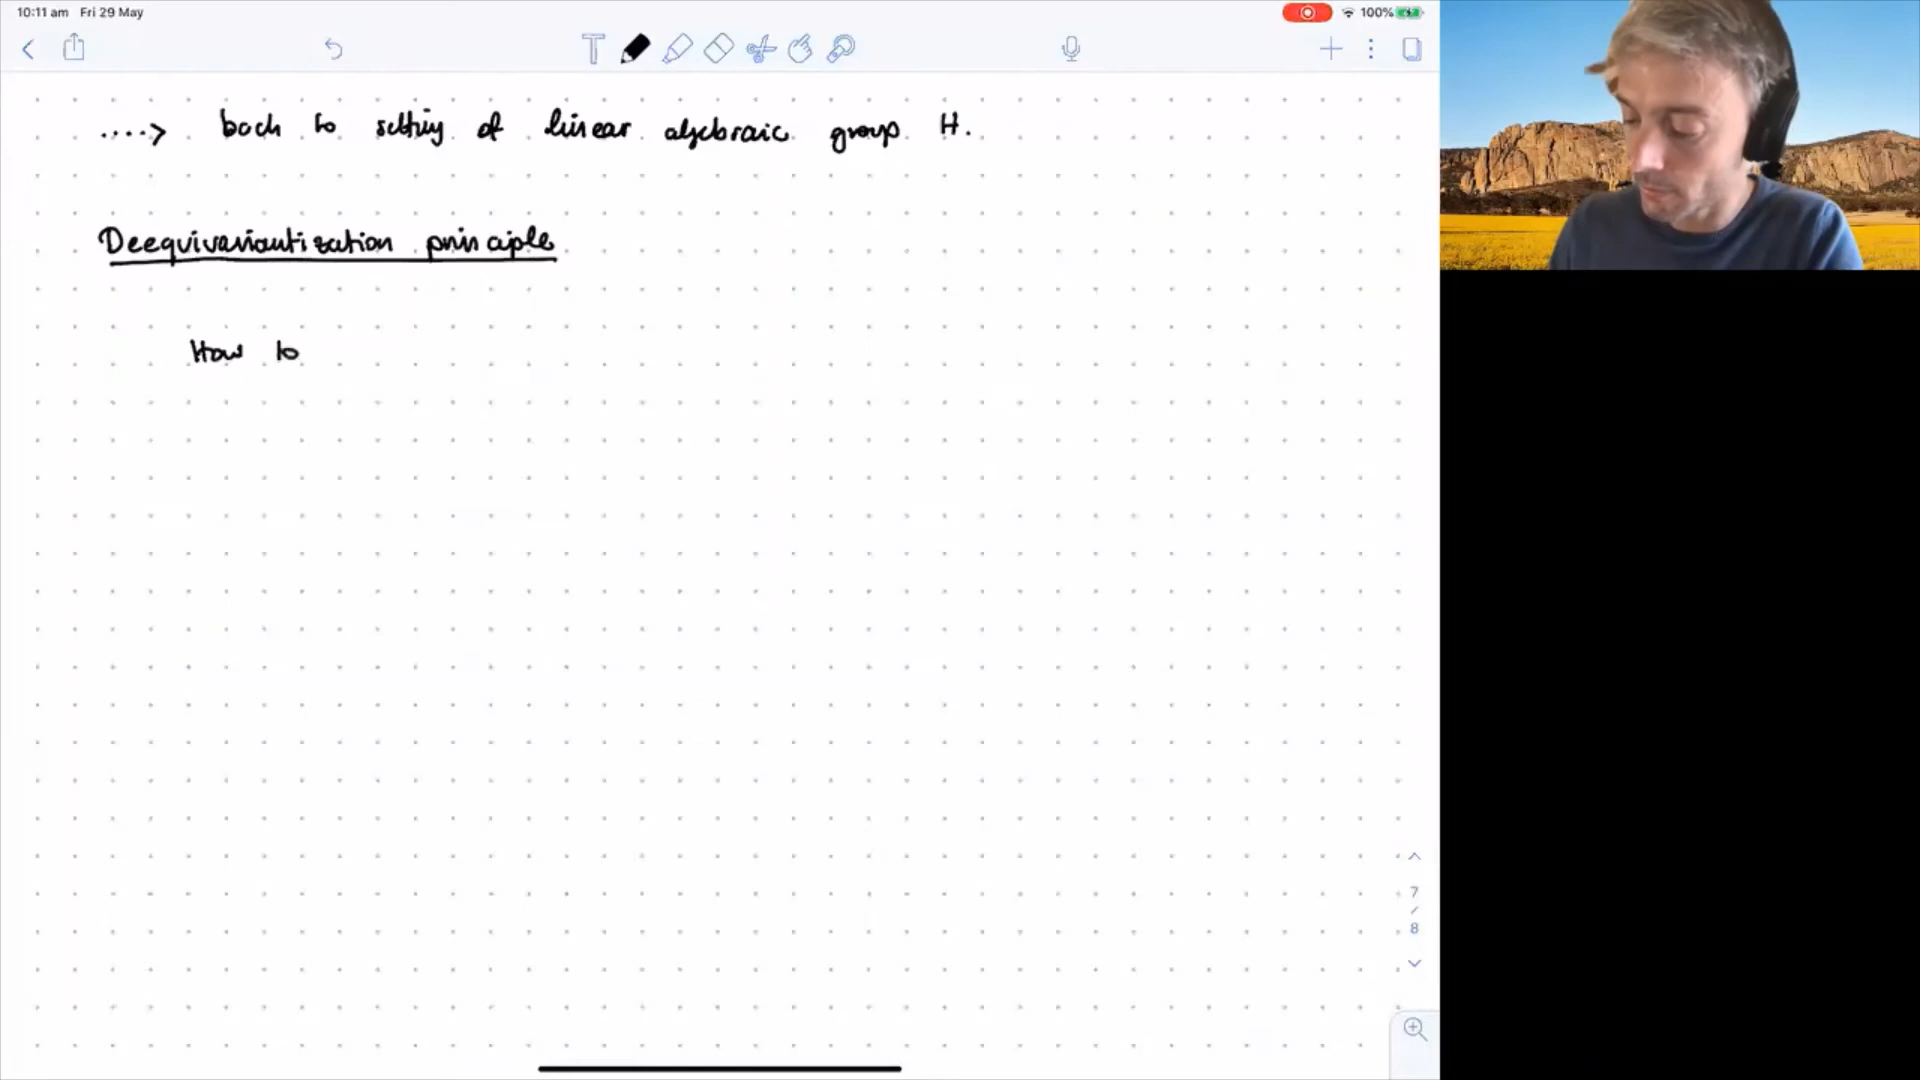 10:11 am Fri 29 May
100%
....> back to setting of linear algebraic group H.
Deequivariantization principle
How to
7
/
8